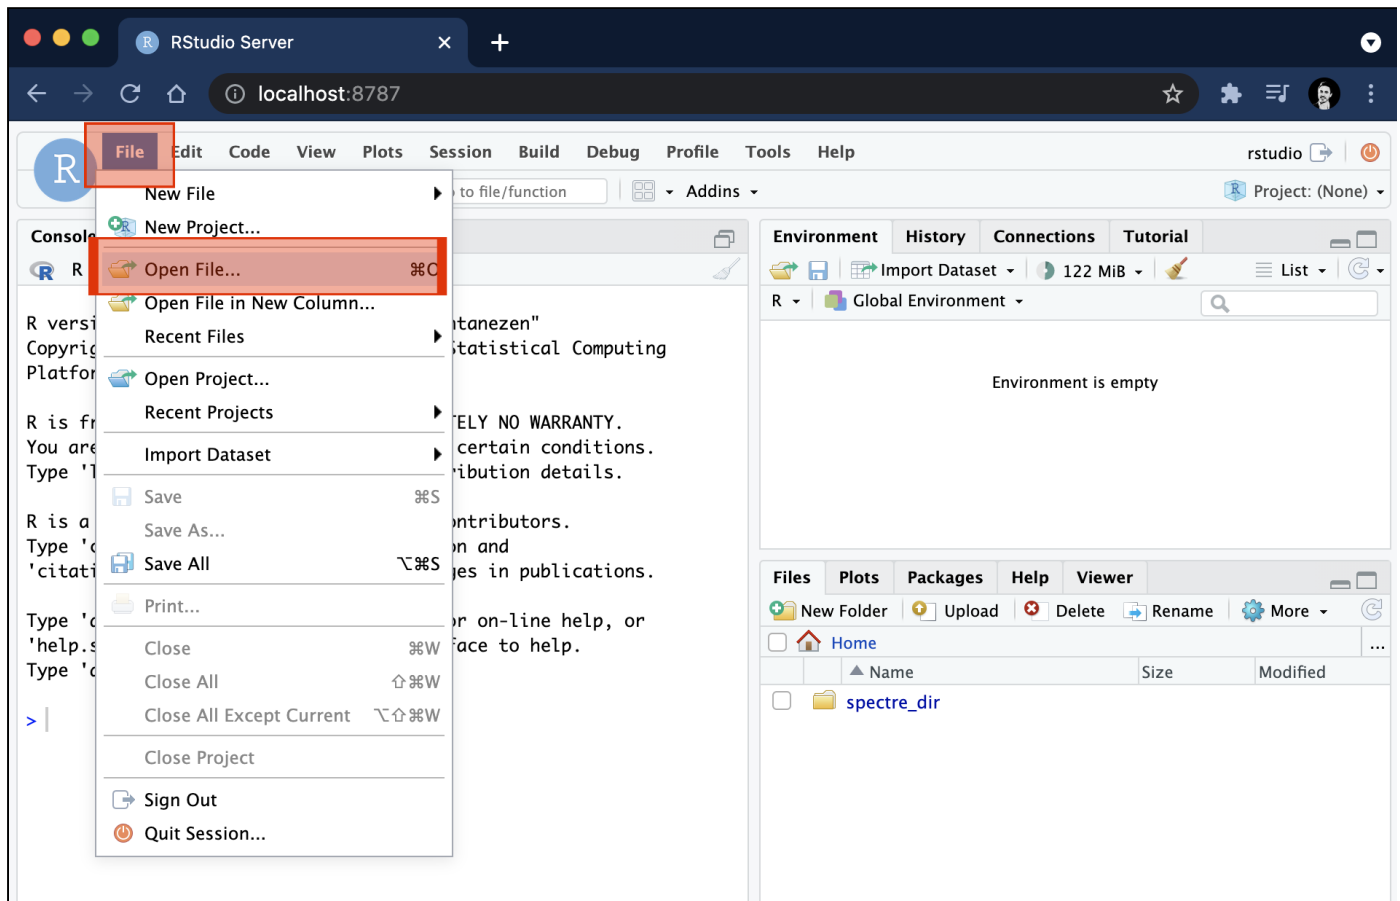 RStudio Server
localhost:8787
File Edit Code View Plots Session Build Debug Profile Tools Help
rstudio
to file/function
Addins
Project: (None)
New File
New Project...
Open File... ⌘O
Open File in New Column...
Recent Files
Open Project...
Recent Projects
Import Dataset
Save ⌘S
Save As...
Save All ⌥⌘S
Print...
Close ⌘W
Close All ⇧⌘W
Close All Except Current ⌥⇧⌘W
Close Project
Sign Out
Quit Session...
Console
R
R versi
ntanezen"
Copyrig
Statistical Computing
Platfor
R is fr
TELY NO WARRANTY.
You are
certain conditions.
Type 'l
ribution details.
R is a
ontributors.
Type 'c
on and
'citati
ges in publications.
Type 'd
or on-line help, or
'help.s
face to help.
Type 'q
>
Environment History Connections Tutorial
Import Dataset 122 MiB List
R Global Environment
Environment is empty
Files Plots Packages Help Viewer
New Folder Upload Delete Rename More
Home ...
Name Size Modified
spectre_dir